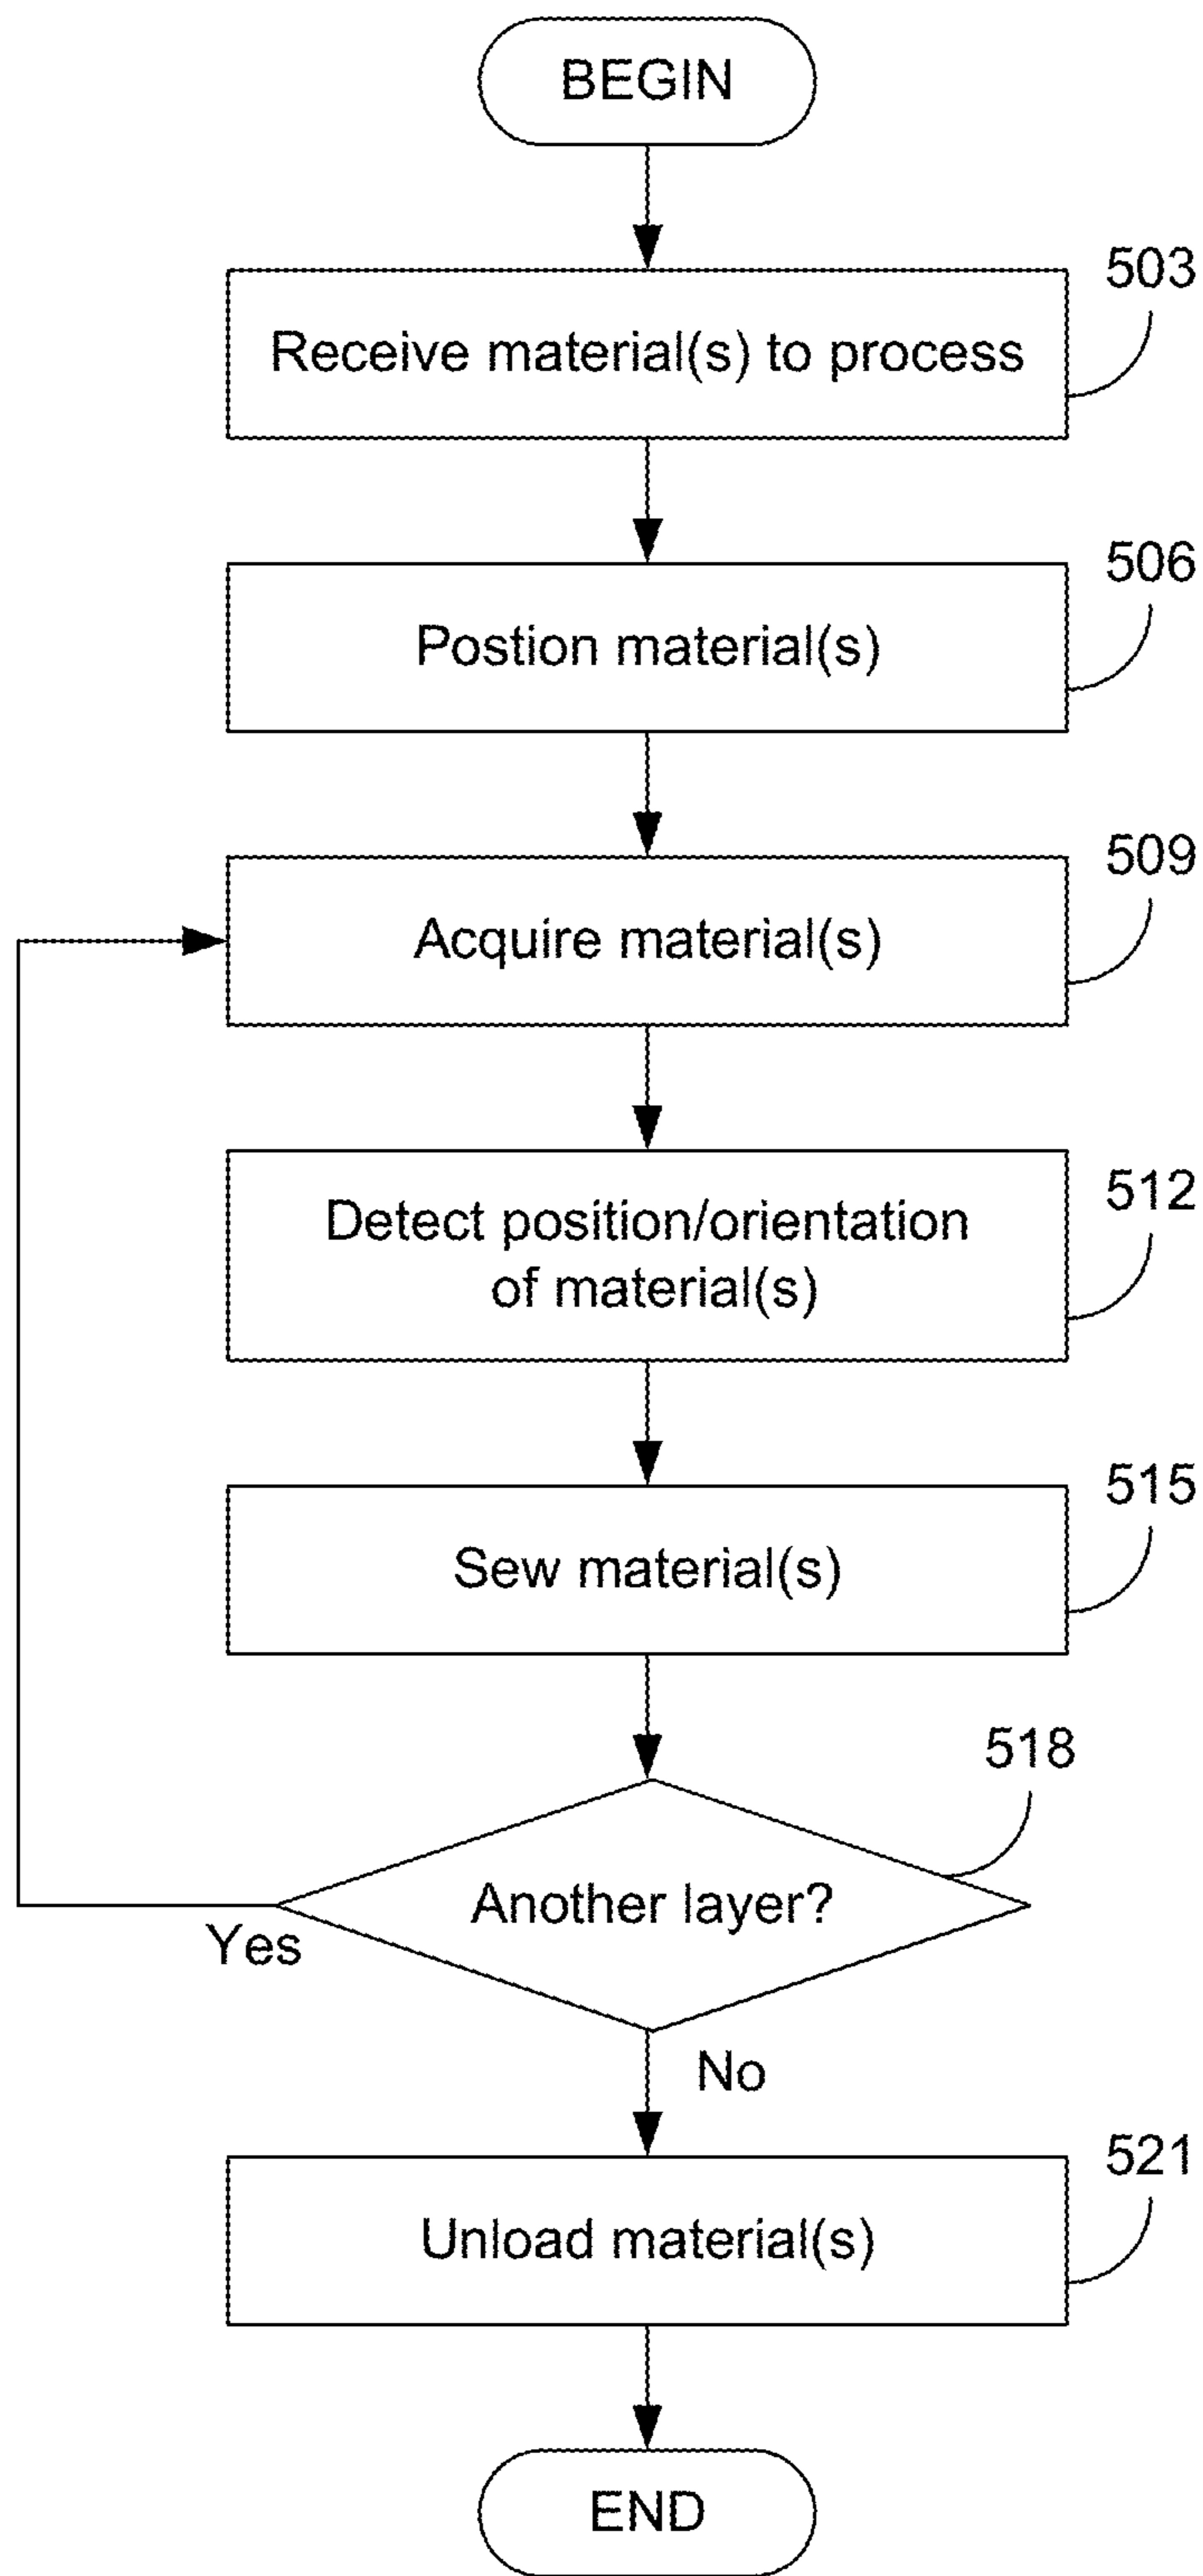 BEGIN
503
Receive material(s) to process
506
Postion material(s)
509
Acquire material(s)
512
Detect position/orientation
of material(s)
515
Sew material(s)
518
Another layer?
Yes
No
521
Unload material(s)
END